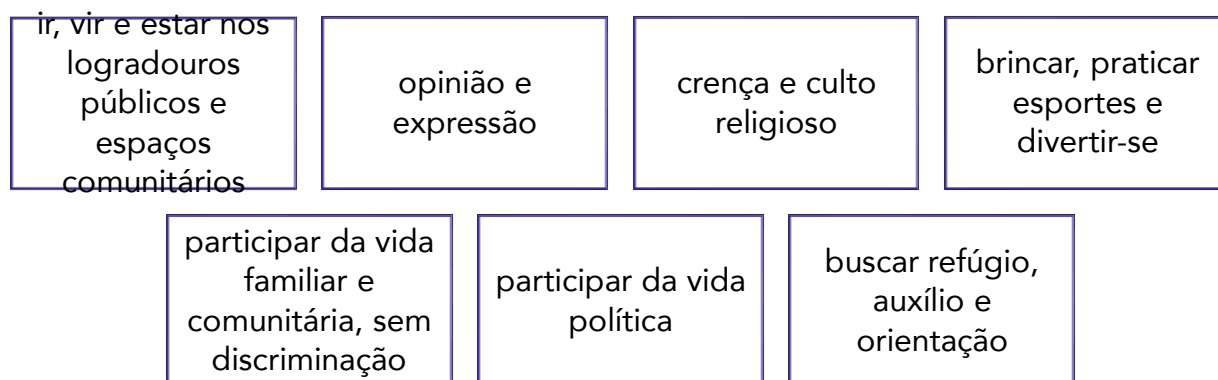 ir, vir e estar nos
logradouros
públicos e
espaços
comunitários
opinião e
expressão
crença e culto
religioso
brincar, praticar
esportes e
divertir-se
participar da vida
familiar e
comunitária, sem
discriminação
participar da vida
política
buscar refúgio,
auxílio e
orientação